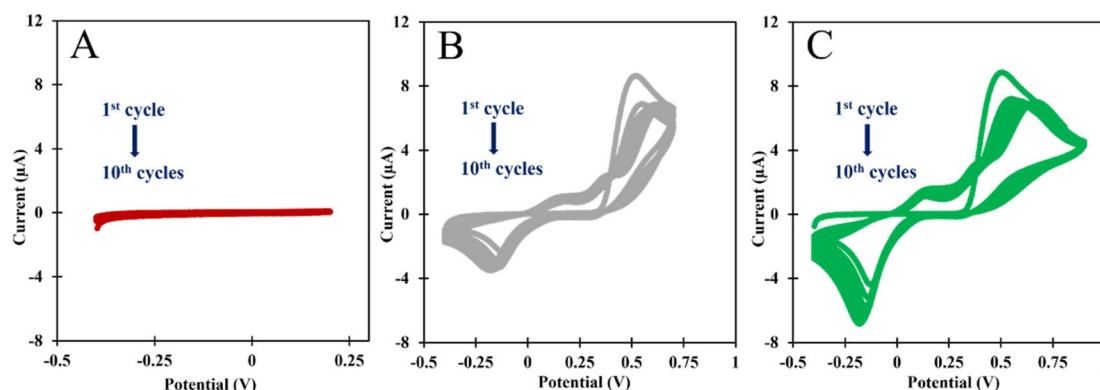 A
12
8
4
0
-4
-8
Current (µA)
1st cycle
10th cycles
-0.5
-0.25
0
0.25
Potential (V)
B
12
8
4
0
-4
-8
Current (µA)
1st cycle
10th cycles
-0.5
-0.25
0
0.25
0.5
0.75
1
Potential (V)
C
12
8
4
0
-4
-8
Current (µA)
1st cycle
10th cycles
-0.5
-0.25
0
0.25
0.5
0.75
Potential (V)